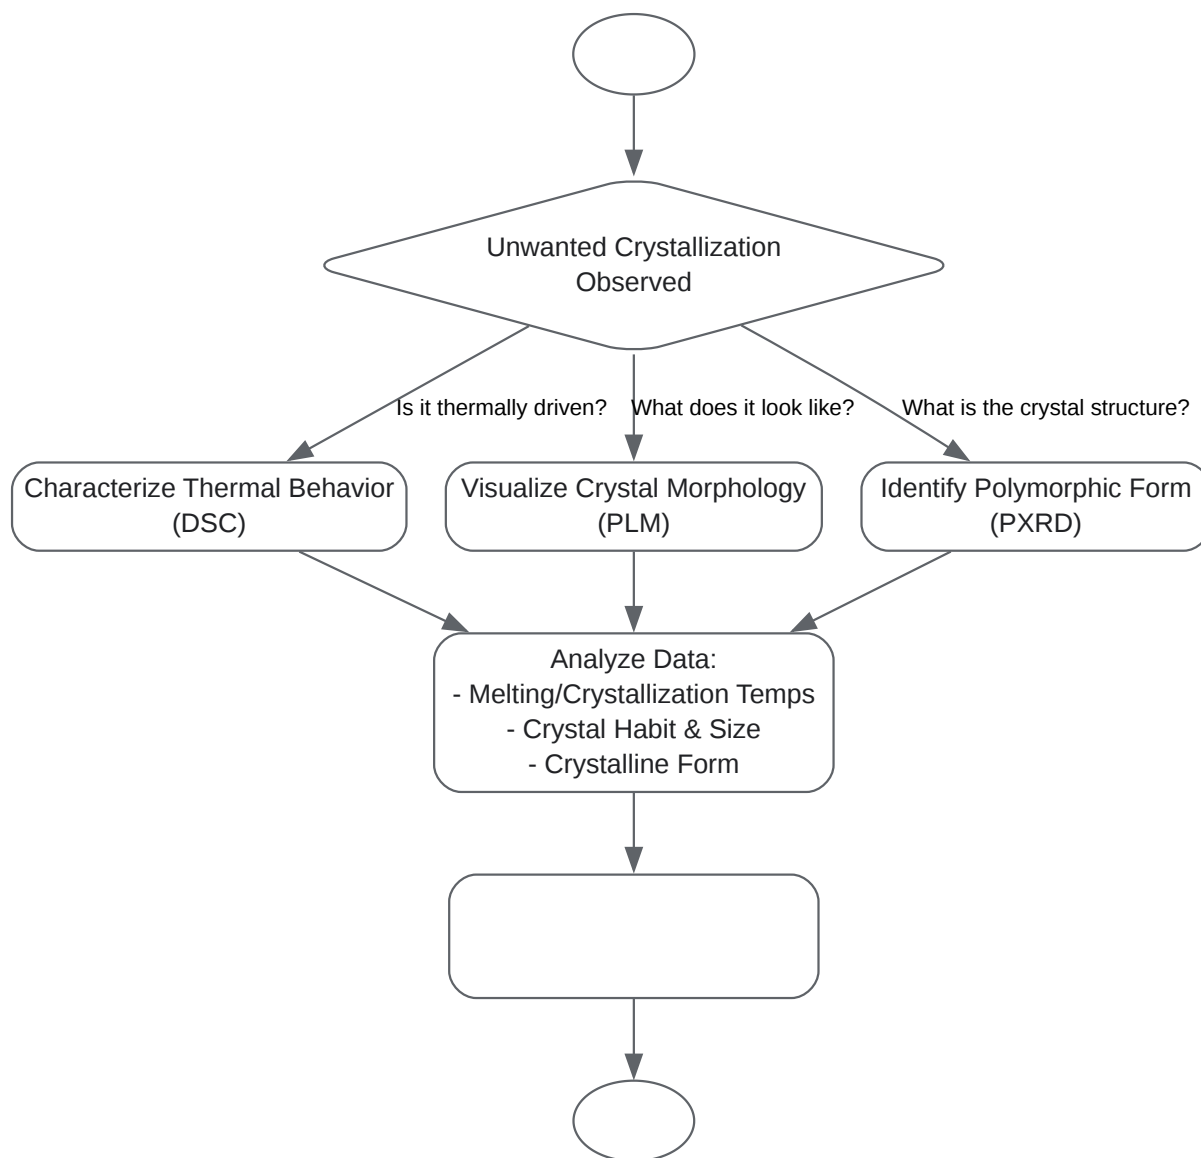 Unwanted Crystallization
Observed
Is it thermally driven?
What does it look like?
What is the crystal structure?
Characterize Thermal Behavior
(DSC)
Visualize Crystal Morphology
(PLM)
Identify Polymorphic Form
(PXRD)
Analyze Data:
- Melting/Crystallization Temps
- Crystal Habit & Size
- Crystalline Form